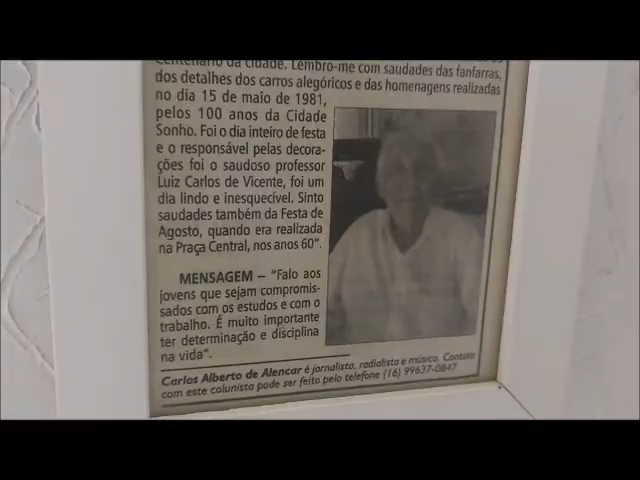 Centenário da cidade. Lembro-me com saudades das fanfarras,
dos detalhes dos carros alegóricos e das homenagens realizadas
no dia 15 de maio de 1981,
pelos 100 anos da Cidade
Sonho. Foi o dia inteiro de festa
e o responsável pelas decora-
ções foi o saudoso professor
Luiz Carlos de Vicente, foi um
dia lindo e inesquecível. Sinto
saudades também da Festa de
Agosto, quando era realizada
na Praça Central, nos anos 60".
MENSAGEM – "Falo aos
jovens que sejam compromis-
sados com os estudos e com o
trabalho. É muito importante
ter determinação e disciplina
na vida".
Carlos Alberto de Alencar é jornalista, radialista e músico. Contato
com este colunista pode ser feito pelo telefone (16) 99637-0847